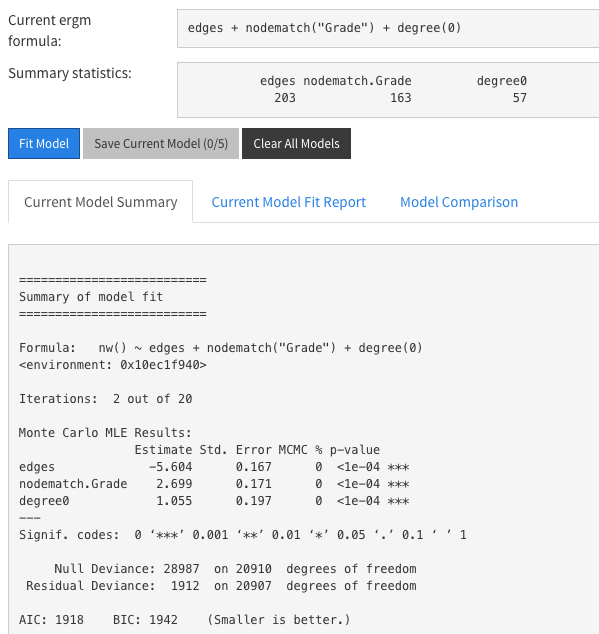 Current ergm
formula:
edges + nodematch("Grade") + degree(0)
Summary statistics:
edges nodematch.Grade degree0
203 163 57
Fit Model Save Current Model (0/5) Clear All Models
Current Model Summary Current Model Fit Report Model Comparison
==========================
Summary of model fit
==========================
Formula: nw() ~ edges + nodematch("Grade") + degree(0)
<environment: 0x10ec1f940>
Iterations: 2 out of 20
Monte Carlo MLE Results:
Estimate Std. Error MCMC % p-value
edges -5.604 0.167 0 <1e-04 ***
nodematch.Grade 2.699 0.171 0 <1e-04 ***
degree0 1.055 0.197 0 <1e-04 ***
---
Signif. codes: 0 ‘***’ 0.001 ‘**’ 0.01 ‘*’ 0.05 ‘.’ 0.1 ‘ ’ 1
Null Deviance: 28987 on 20910 degrees of freedom
Residual Deviance: 1912 on 20907 degrees of freedom
AIC: 1918 BIC: 1942 (Smaller is better.)